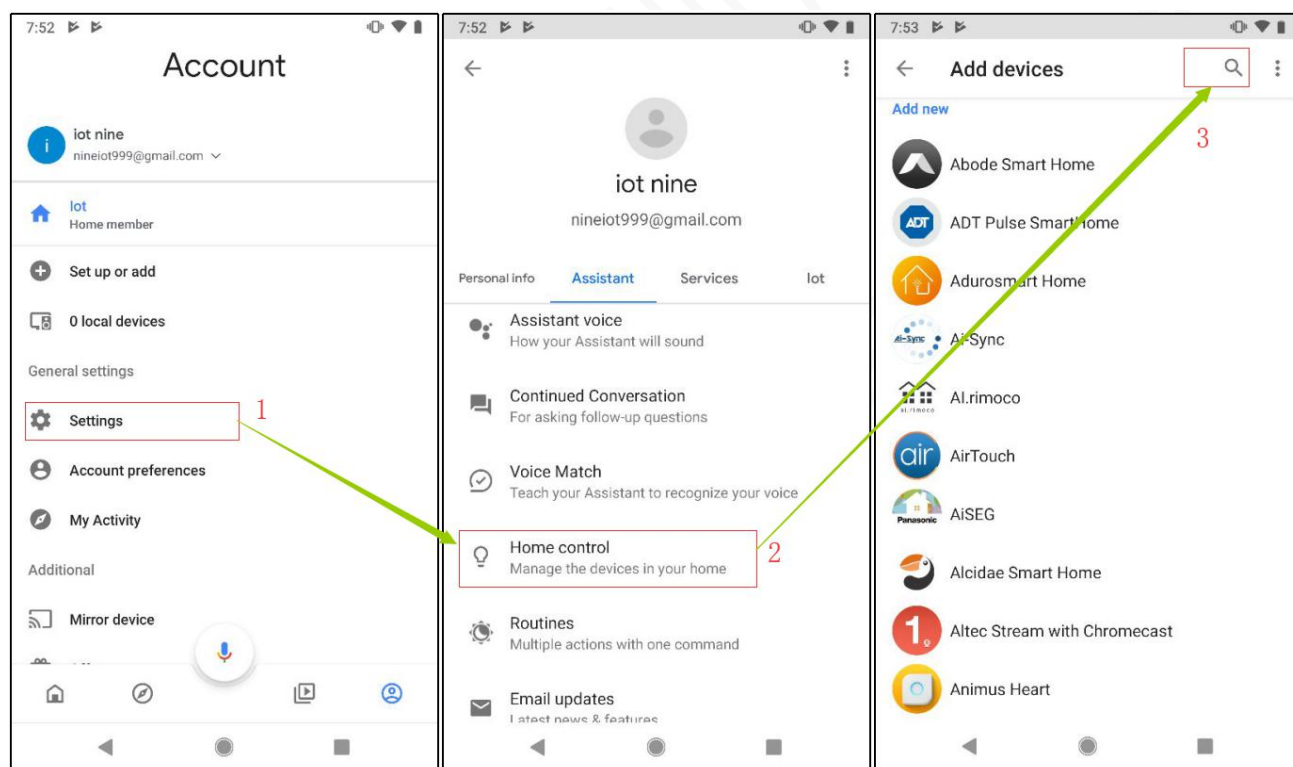 7:52
Account
i
iot nine
nineiot999@gmail.com
Iot
Home member
Set up or add
0 local devices
General settings
Settings
1
Account preferences
My Activity
Additional
Mirror device
7:52
iot nine
nineiot999@gmail.com
Personal info Assistant Services Iot
Assistant voice
How your Assistant will sound
Continued Conversation
For asking follow-up questions
Voice Match
Teach your Assistant to recognize your voice
Home control
Manage the devices in your home
2
Routines
Multiple actions with one command
Email updates
Latest news & features
7:53
Add devices
3
Add new
Abode Smart Home
ADT
ADT Pulse SmartHome
Adurosmart Home
Ai-Sync
Ai-Sync
al.rimoco
Al.rimoco
air
AirTouch
Panasonic
AiSEG
Alcidae Smart Home
1
Altec Stream with Chromecast
Animus Heart